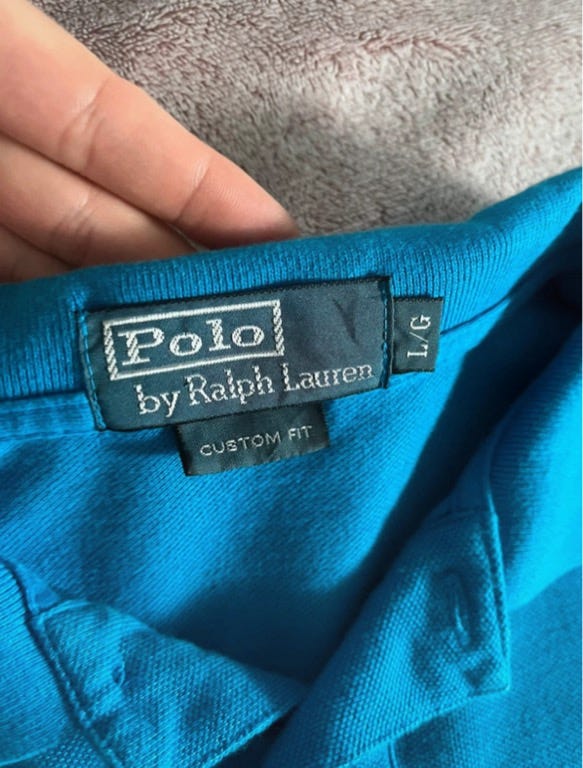 Polo
by Ralph Lauren
L/G
CUSTOM FIT